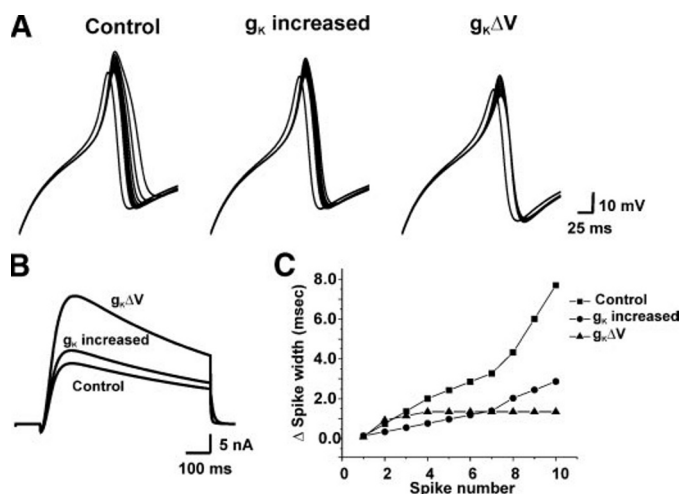 A
Control
gK increased
gKΔV
10 mV
25 ms
B
gKΔV
gK increased
Control
5 nA
100 ms
C
Δ Spike width (msec)
8.0
6.0
4.0
2.0
0.0
0 2 4 6 8 10
Spike number
Control
gK increased
gKΔV